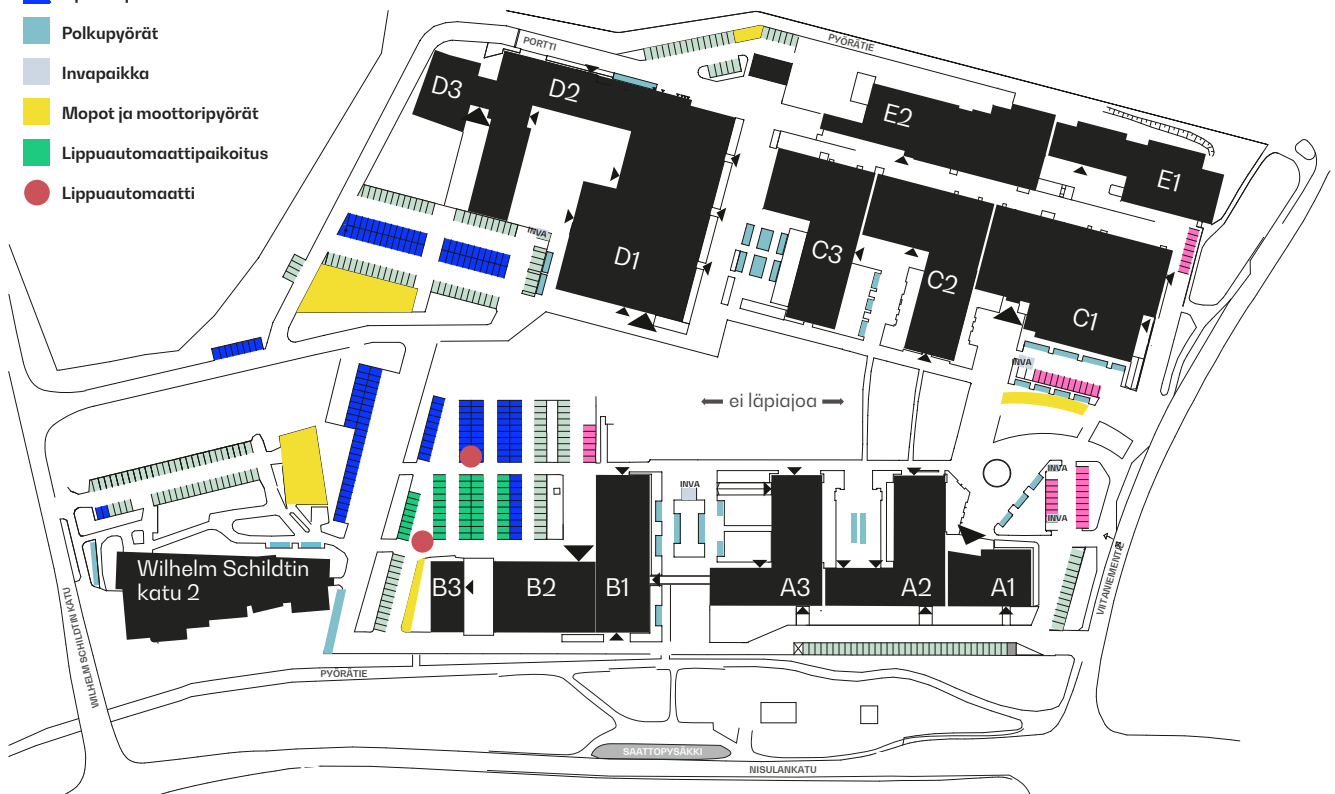 Polkupyörät
Invapaikka
Mopot ja moottoripyörät
Lippuautomaattipaikoitus
Lippuautomaatti
PORTTI
PYÖRÄTIE
D3
D2
E2
E1
INVA
D1
C3
C2
C1
INVA
ei läpiajoa
INVA
INVA
INVA
Wilhelm Schildtin
katu 2
B3
B2
B1
A3
A2
A1
VIITANIEMENTIE
WILHELM SCHILDTIN KATU
PYÖRÄTIE
SAATTOPYSÄKKI
NISULANKATU